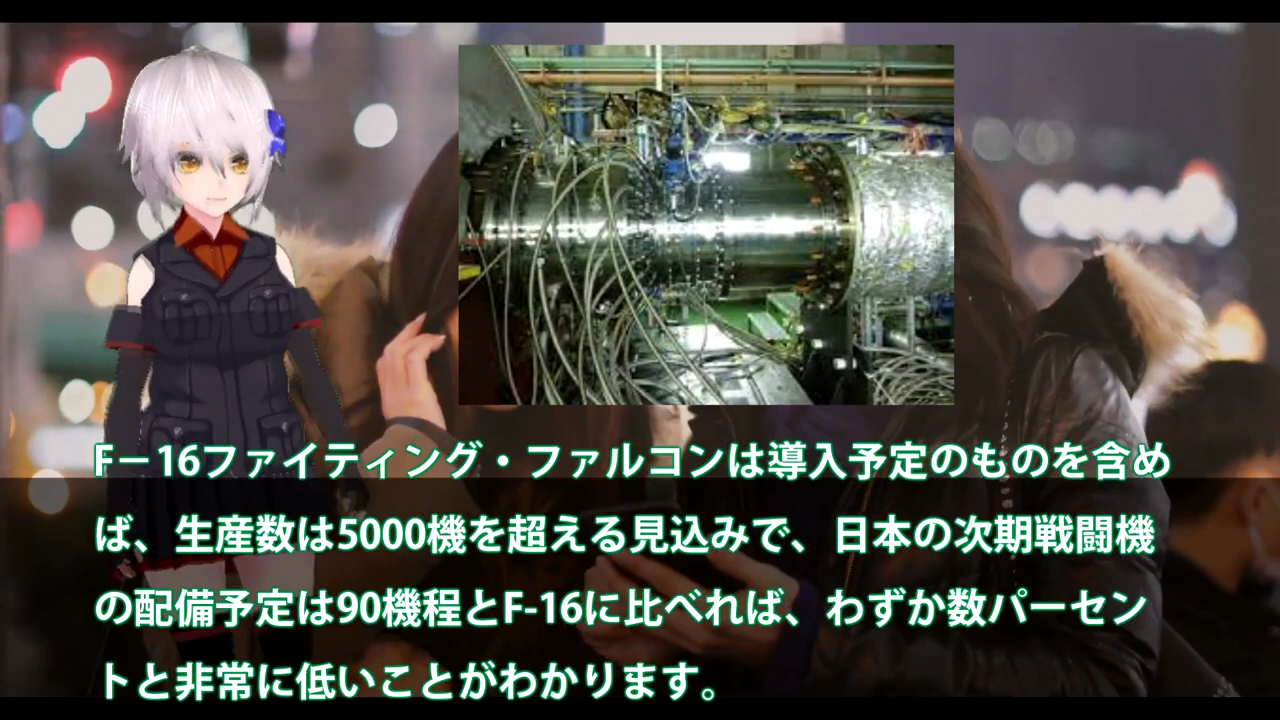 F－16ファイティング・ファルコンは導入予定のものを含め
ば、生産数は5000機を超える見込みで、日本の次期戦闘機
の配備予定は90機程とF-16に比べれば、わずか数パーセン
トと非常に低いことがわかります。